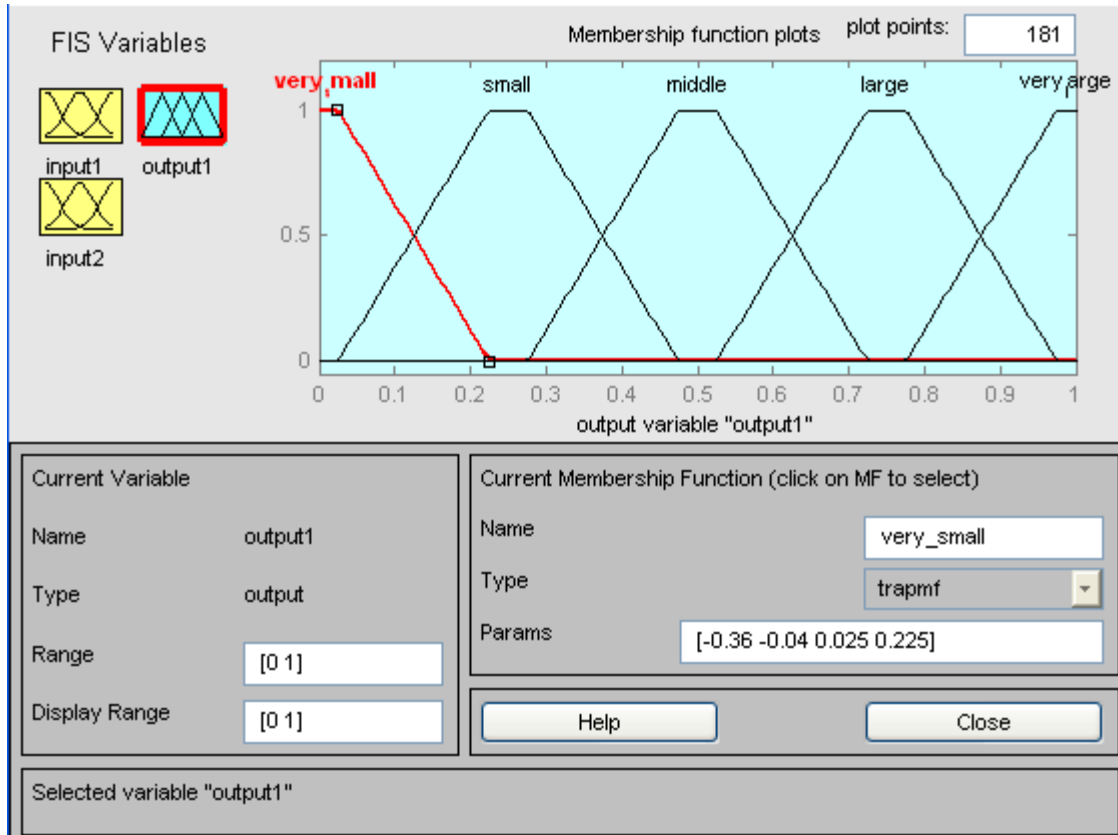 FIS Variables
Membership function plots
plot points:
181
very_small
small
middle
large
very_large
input1
output1
input2
1
0.5
0
0
0.1
0.2
0.3
0.4
0.5
0.6
0.7
0.8
0.9
1
output variable "output1"
Current Variable
Name
output1
Type
output
Range
[0 1]
Display Range
[0 1]
Current Membership Function (click on MF to select)
Name
very_small
Type
trapmf
Params
[-0.36 -0.04 0.025 0.225]
Help
Close
Selected variable "output1"